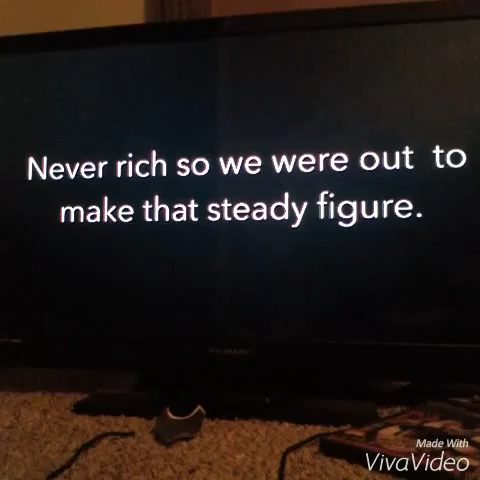 Never rich so we were out to
make that steady figure.
Made With
VivaVideo